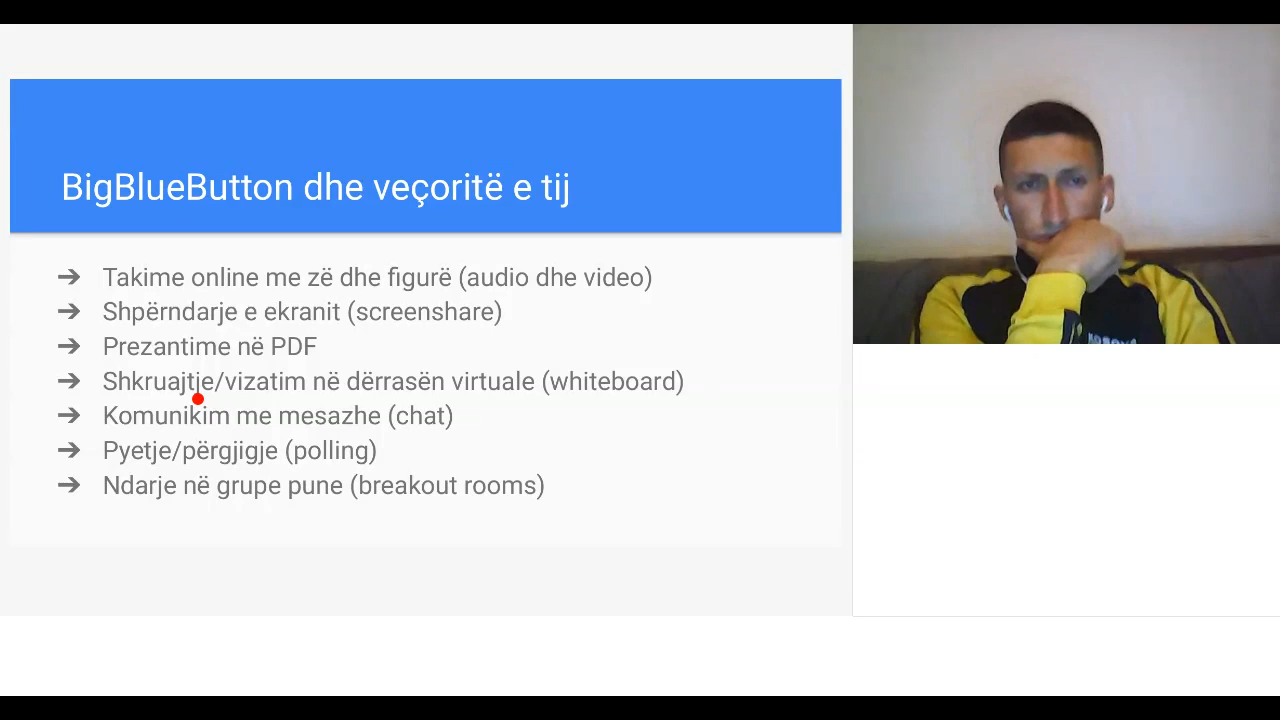 BigBlueButton dhe veçoritë e tij
➔ Takime online me zë dhe figurë (audio dhe video)
➔ Shpërndarje e ekranit (screenshare)
➔ Prezantime në PDF
➔ Shkruajtje/vizatim në dërrasën virtuale (whiteboard)
➔ Komunikim me mesazhe (chat)
➔ Pyetje/përgjigje (polling)
➔ Ndarje në grupe pune (breakout rooms)